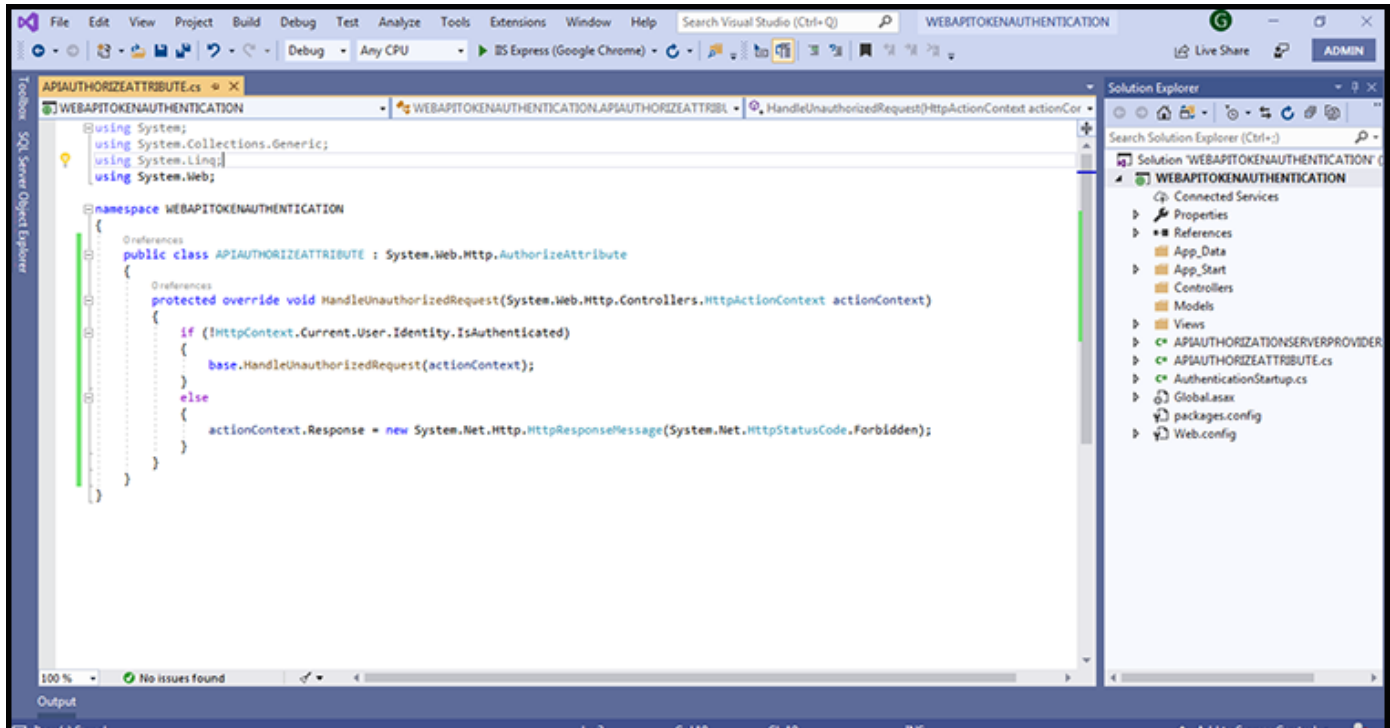 File Edit View Project Build Debug Test Analyze Tools Extensions Window Help Search Visual Studio (Ctrl+Q) WEBAPITOKENAUTHENTICATION G
Debug Any CPU IIS Express (Google Chrome) Live Share ADMIN
Toolbox
SQL Server Object Explorer
APIAUTHORIZEATTRIBUTE.cs
WEBAPITOKENAUTHENTICATION WEBAPITOKENAUTHENTICATION.APIAUTHORIZEATTRIBU HandleUnauthorizedRequest(HttpActionContext actionCor
using System;
using System.Collections.Generic;
using System.Linq;
using System.Web;
namespace WEBAPITOKENAUTHENTICATION
{
0 references
public class APIAUTHORIZEATTRIBUTE : System.Web.Http.AuthorizeAttribute
{
0 references
protected override void HandleUnauthorizedRequest(System.Web.Http.Controllers.HttpActionContext actionContext)
{
if (!HttpContext.Current.User.Identity.IsAuthenticated)
{
base.HandleUnauthorizedRequest(actionContext);
}
else
{
actionContext.Response = new System.Net.Http.HttpResponseMessage(System.Net.HttpStatusCode.Forbidden);
}
}
}
}
100 % No issues found
Output
Solution Explorer
Search Solution Explorer (Ctrl+;)
Solution 'WEBAPITOKENAUTHENTICATION' (
WEBAPITOKENAUTHENTICATION
Connected Services
Properties
References
App_Data
App_Start
Controllers
Models
Views
APIAUTHORIZATIONSERVERPROVIDER
APIAUTHORIZEATTRIBUTE.cs
AuthenticationStartup.cs
Global.asax
packages.config
Web.config